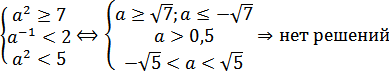 {a² ≥ 7; a⁻¹ < 2; a² < 5 ⇔ {a ≥ √7; a ≤ −√7; a > 0,5; −√5 < a < √5 ⇒ нет решений